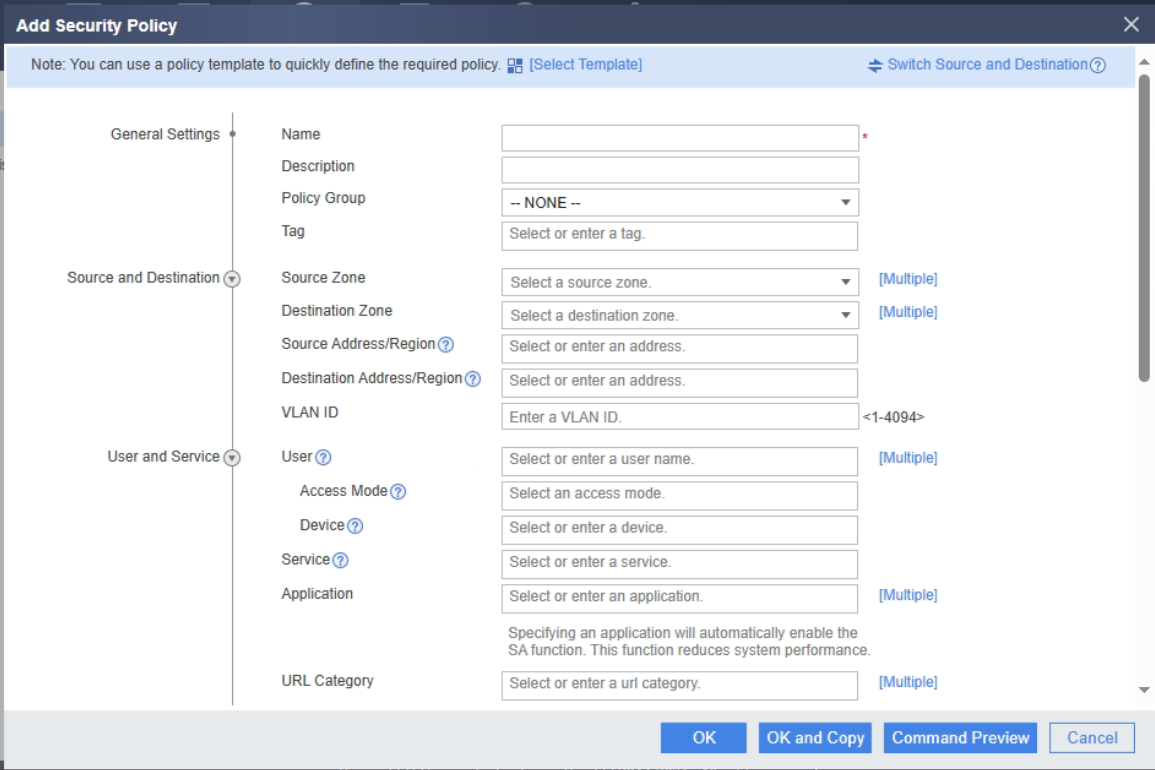 Add Security Policy
Note: You can use a policy template to quickly define the required policy. [Select Template] Switch Source and Destination
General Settings
Name *
Description
Policy Group -- NONE --
Tag Select or enter a tag.
Source and Destination
Source Zone Select a source zone. [Multiple]
Destination Zone Select a destination zone. [Multiple]
Source Address/Region Select or enter an address.
Destination Address/Region Select or enter an address.
VLAN ID Enter a VLAN ID. <1-4094>
User and Service
User Select or enter a user name. [Multiple]
Access Mode Select an access mode.
Device Select or enter a device.
Service Select or enter a service.
Application Select or enter an application. [Multiple]
Specifying an application will automatically enable the
SA function. This function reduces system performance.
URL Category Select or enter a url category. [Multiple]
OK OK and Copy Command Preview Cancel